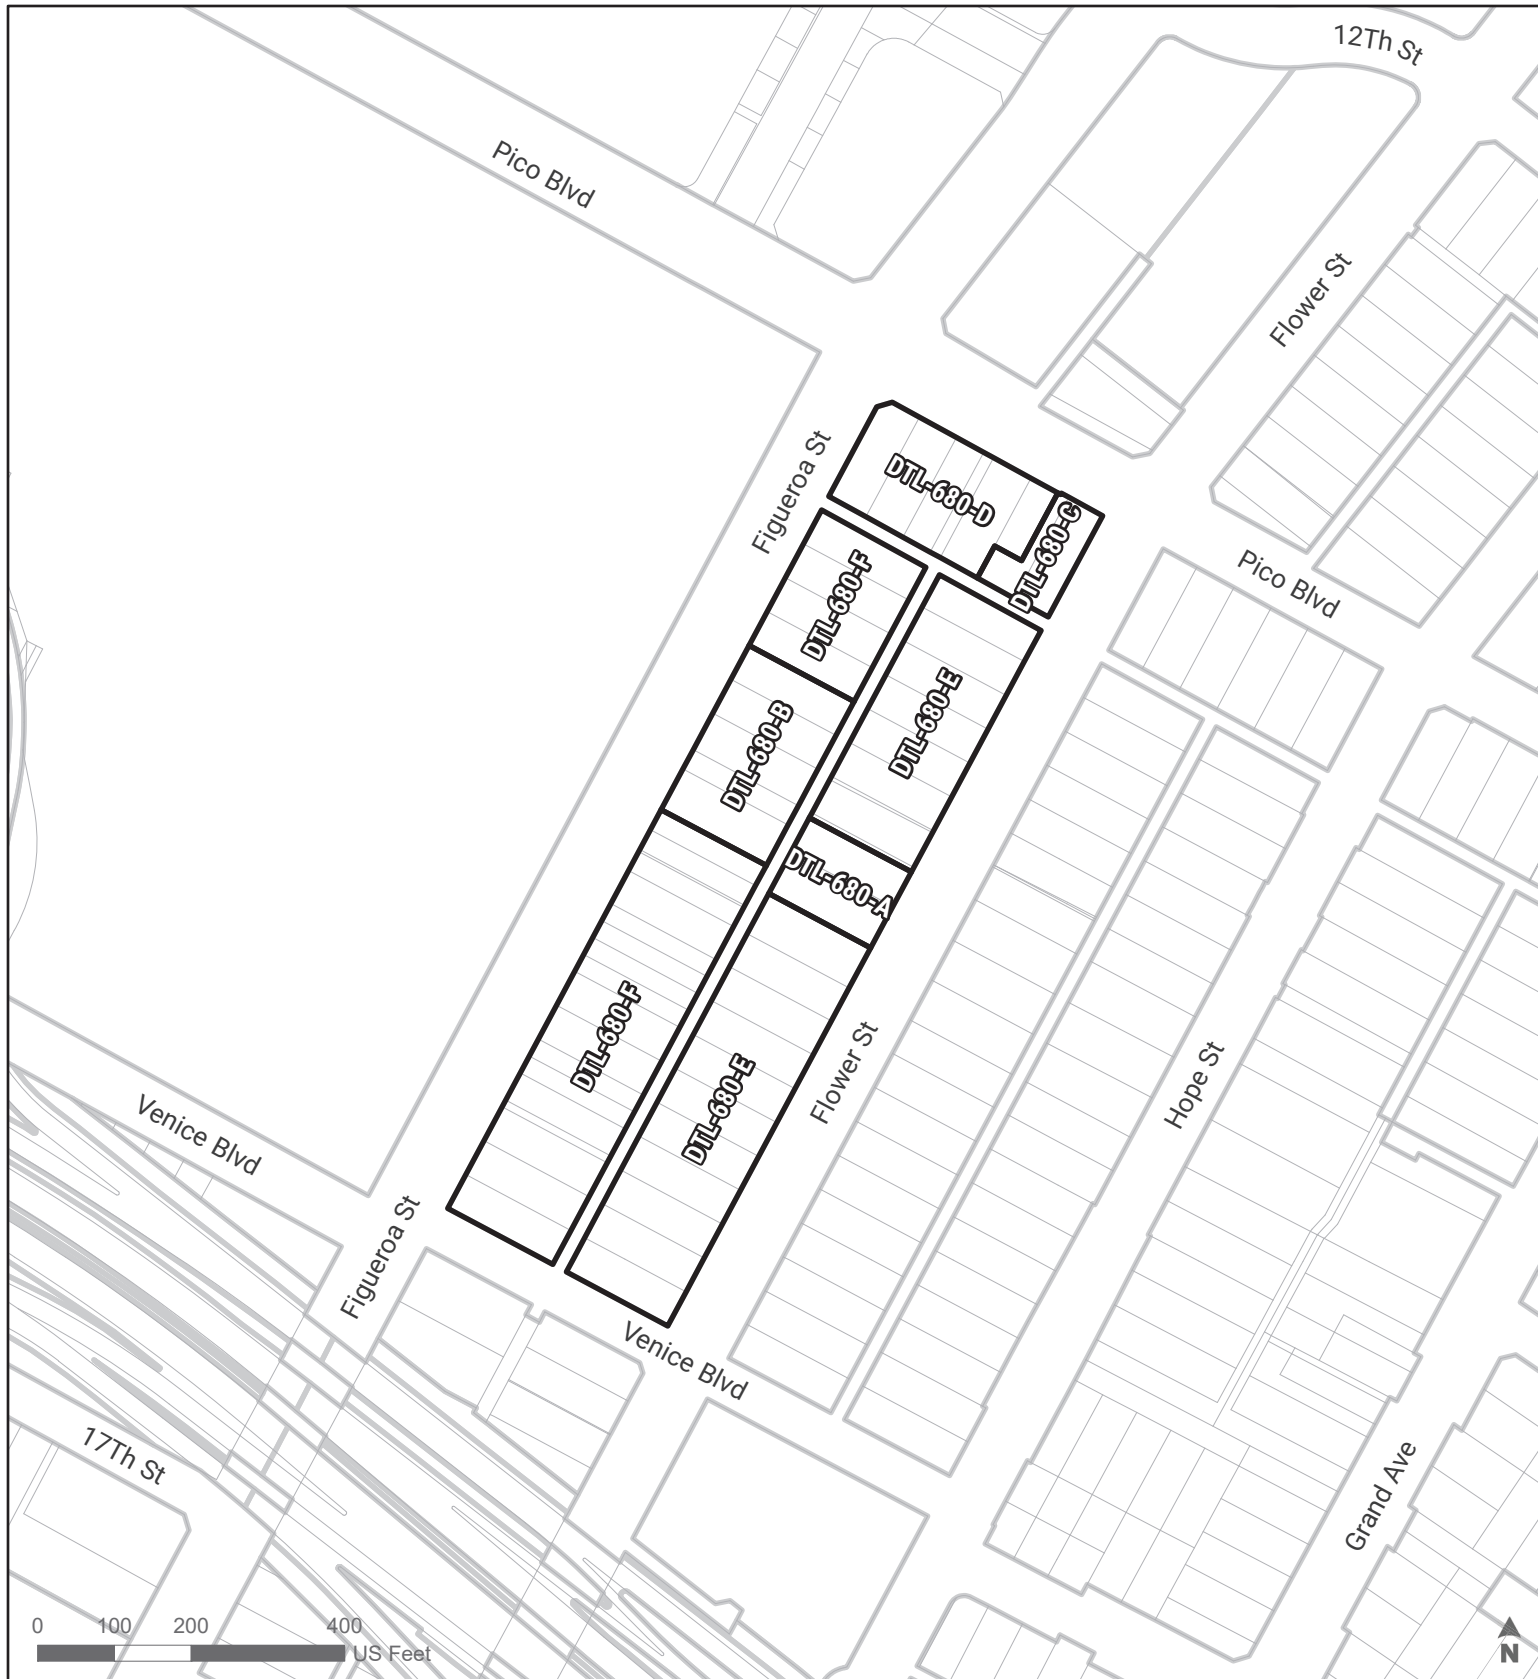 12Th St
Pico Blvd
Flower St
Figueroa St
DTL-680-D
DTL-680-C
DTL-680-F
Pico Blvd
DTL-680-E
DTL-680-B
DTL-680-A
DTL-680-F
Flower St
DTL-680-E
Hope St
Venice Blvd
Figueroa St
Venice Blvd
17Th St
Grand Ave
0 100 200 400
US Feet
N